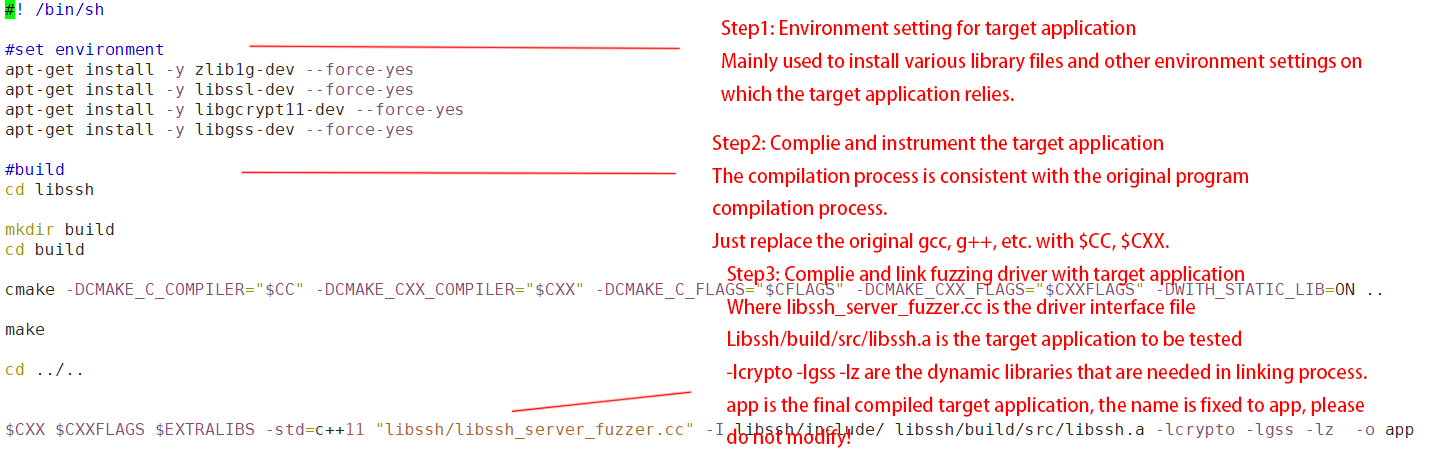 #! /bin/sh
#set environment
apt-get install -y zlib1g-dev --force-yes
apt-get install -y libssl-dev --force-yes
apt-get install -y libgcrypt11-dev --force-yes
apt-get install -y libgss-dev --force-yes
#build
cd libssh
mkdir build
cd build
cmake -DCMAKE_C_COMPILER="$CC" -DCMAKE_CXX_COMPILER="$CXX" -DCMAKE_C_FLAGS="$CFLAGS" -DCMAKE_CXX_FLAGS="$CXXFLAGS" -DWITH_STATIC_LIB=ON ..
make
cd ../..
$CXX $CXXFLAGS $EXTRALIBS -std=c++11 "libssh/libssh_server_fuzzer.cc" -I libssh/include/ libssh/build/src/libssh.a -lcrypto -lgss -lz -o app
Step1: Environment setting for target application
Mainly used to install various library files and other environment settings on
which the target application relies.
Step2: Complie and instrument the target application
The compilation process is consistent with the original program
compilation process.
Just replace the original gcc, g++, etc. with $CC, $CXX.
Step3: Complie and link fuzzing driver with target application
Where libssh_server_fuzzer.cc is the driver interface file
Libssh/build/src/libssh.a is the target application to be tested
-lcrypto -lgss -lz are the dynamic libraries that are needed in linking process.
app is the final compiled target application, the name is fixed to app, please
do not modify!